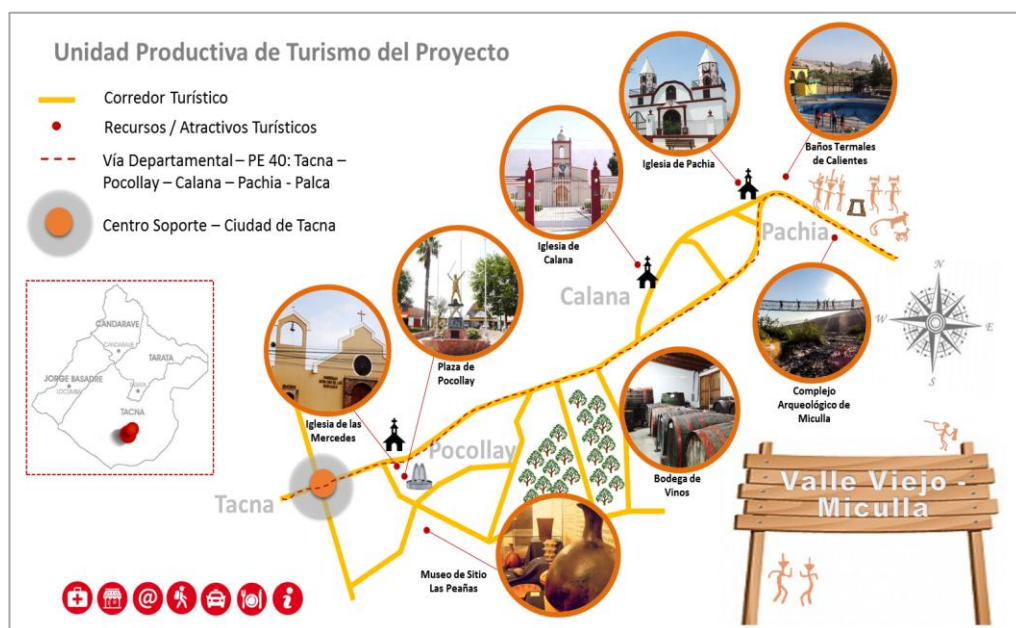 Unidad Productiva de Turismo del Proyecto
Corredor Turístico
Recursos / Atractivos Turísticos
Vía Departamental – PE 40: Tacna –
Pocollay – Calana – Pachia - Palca
Centro Soporte – Ciudad de Tacna
Iglesia de Pachia
Baños Termales
de Calientes
Iglesia de
Calana
Pachia
Calana
Plaza de
Pocollay
Iglesia de las
Mercedes
Complejo
Arqueológico de
Miculla
Pocollay
Bodega de
Vinos
Tacna
Museo de Sitio
Las Peañas
CANDARAVE
CANDARAVE
TARATA
JORGE BASADRE
LOCUMBA
TACNA
N
W
E
S
Valle Viejo -
Miculla
@
i